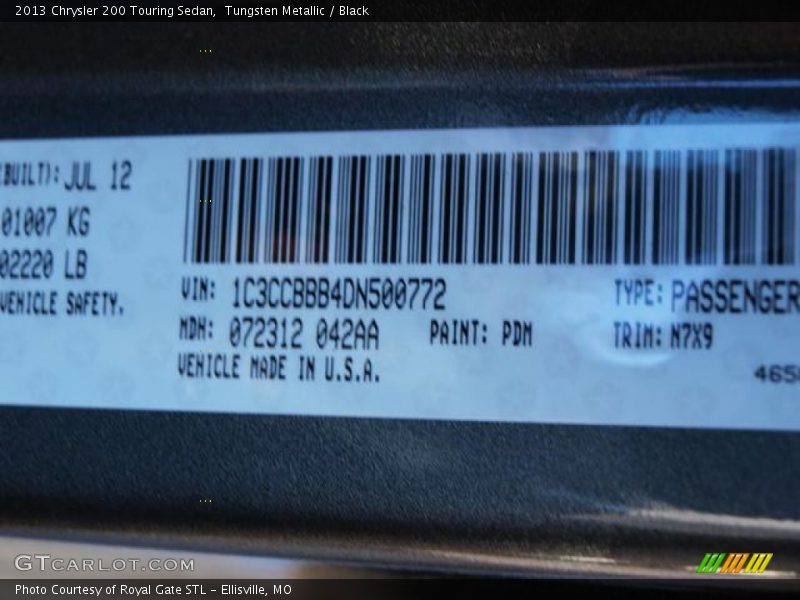 2013 Chrysler 200 Touring Sedan, Tungsten Metallic / Black
(BUILT): JUL 12
01007 KG
02220 LB
VEHICLE SAFETY.
VIN: 1C3CCBBB4DN500772
TYPE: PASSENGER
MDH: 072312 042AA
PAINT: PDM
TRIM: N7X9
VEHICLE MADE IN U.S.A.
GTCARLOT.COM
Photo Courtesy of Royal Gate STL - Ellisville, MO